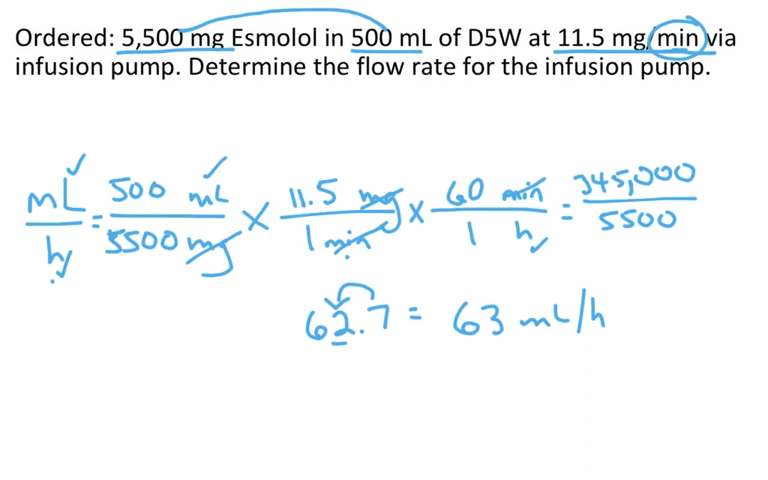 Ordered: 5,500 mg Esmolol in 500 mL of D5W at 11.5 mg/min via
infusion pump. Determine the flow rate for the infusion pump.
mL/h = 500 mL/5500 mg × 11.5 mg/1 min × 60 min/1 h = 345,000/5500
62.7 = 63 mL/h